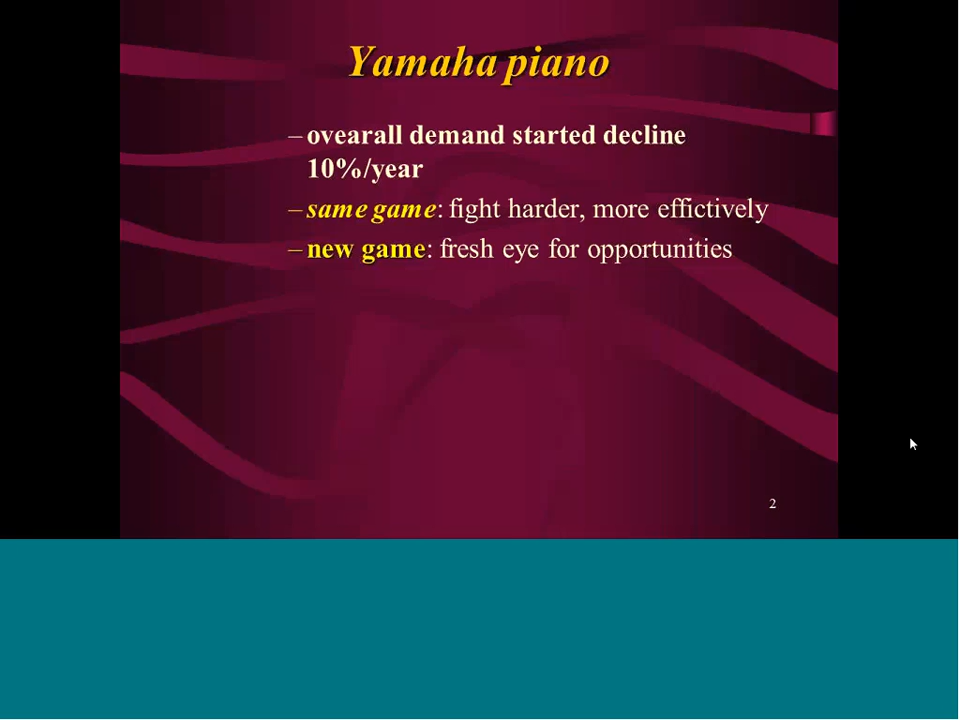 Yamaha piano
– ovearall demand started decline
10%/year
– same game: fight harder, more effictively
– new game: fresh eye for opportunities
2